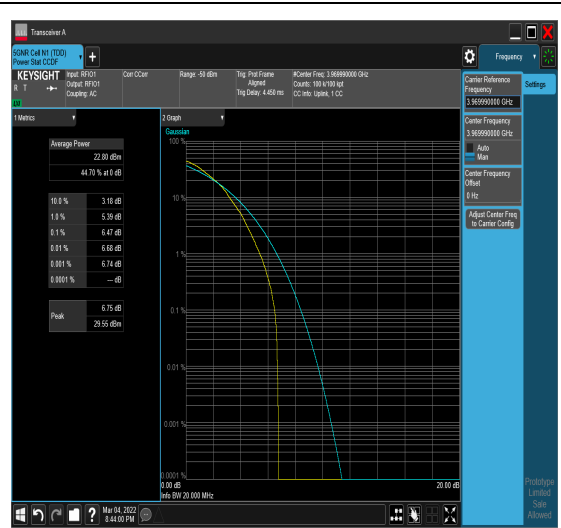 Transceiver A
5GNR Cell N1 (TDD)
Power Stat CCDF
Frequency
KEYSIGHT
R T
Input: RFIO1
Output: RFIO1
Coupling: AC
Corr CCorr
Range: -50 dBm
Trig: Prot Frame
Aligned
Trig Delay: 4.450 ms
#Center Freq: 3.969990000 GHz
Counts: 100 k/100 kpt
CC Info: Uplink, 1 CC
1 Metrics
Average Power
22.80 dBm
44.70 % at 0 dB
10.0 % 3.18 dB
1.0 % 5.39 dB
0.1 % 6.47 dB
0.01 % 6.68 dB
0.001 % 6.74 dB
0.0001 % --- dB
Peak
6.75 dB
29.55 dBm
2 Graph
Gaussian
100 %
10 %
1 %
0.1 %
0.01 %
0.001 %
0.0001 %
0.00 dB
20.00 dB
Info BW 20.000 MHz
Carrier Reference
Frequency
3.969990000 GHz
Center Frequency
3.969990000 GHz
Auto
Man
Center Frequency
Offset
0 Hz
Adjust Center Freq
to Carrier Config
Settings
Prototype
Limited
Sale
Allowed
Mar 04, 2022
8:44:00 PM